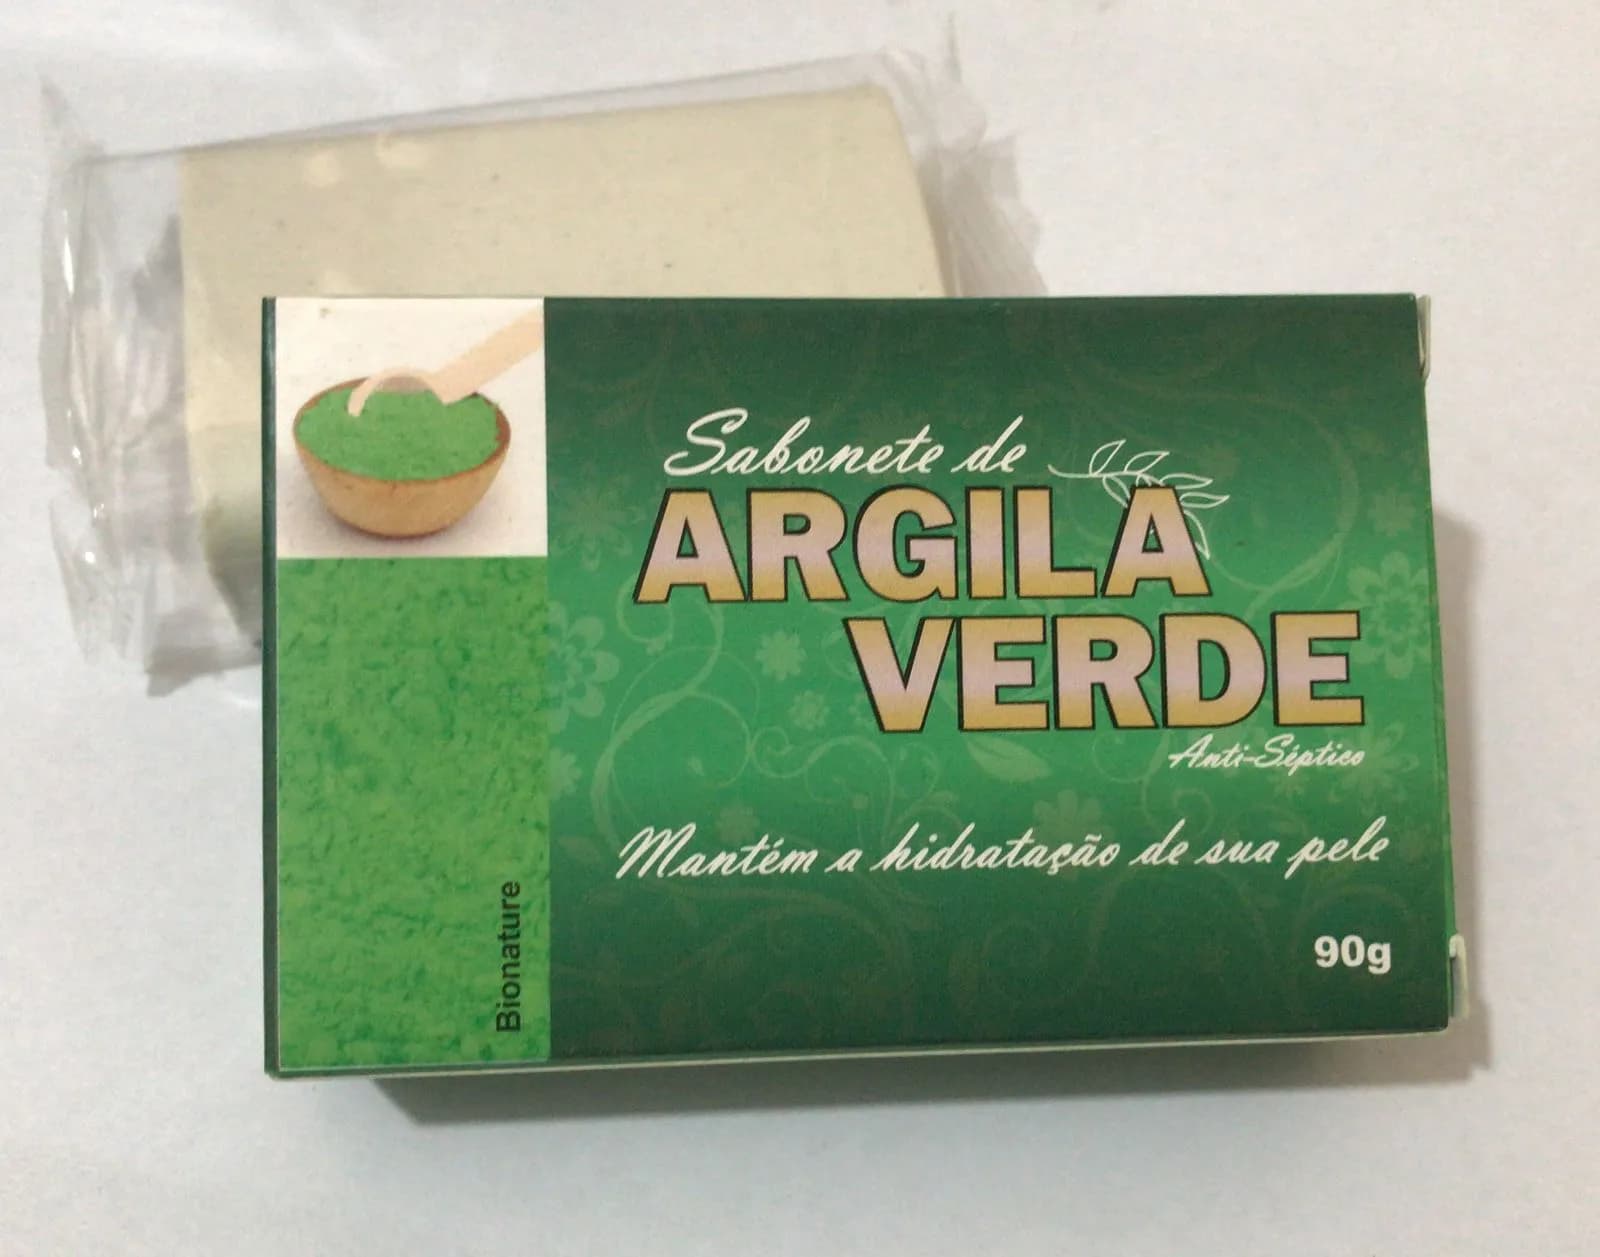 Sabonete de
ARGILA
VERDE
Anti-Séptico
Mantém a hidratação de sua pele
90g
Bionature